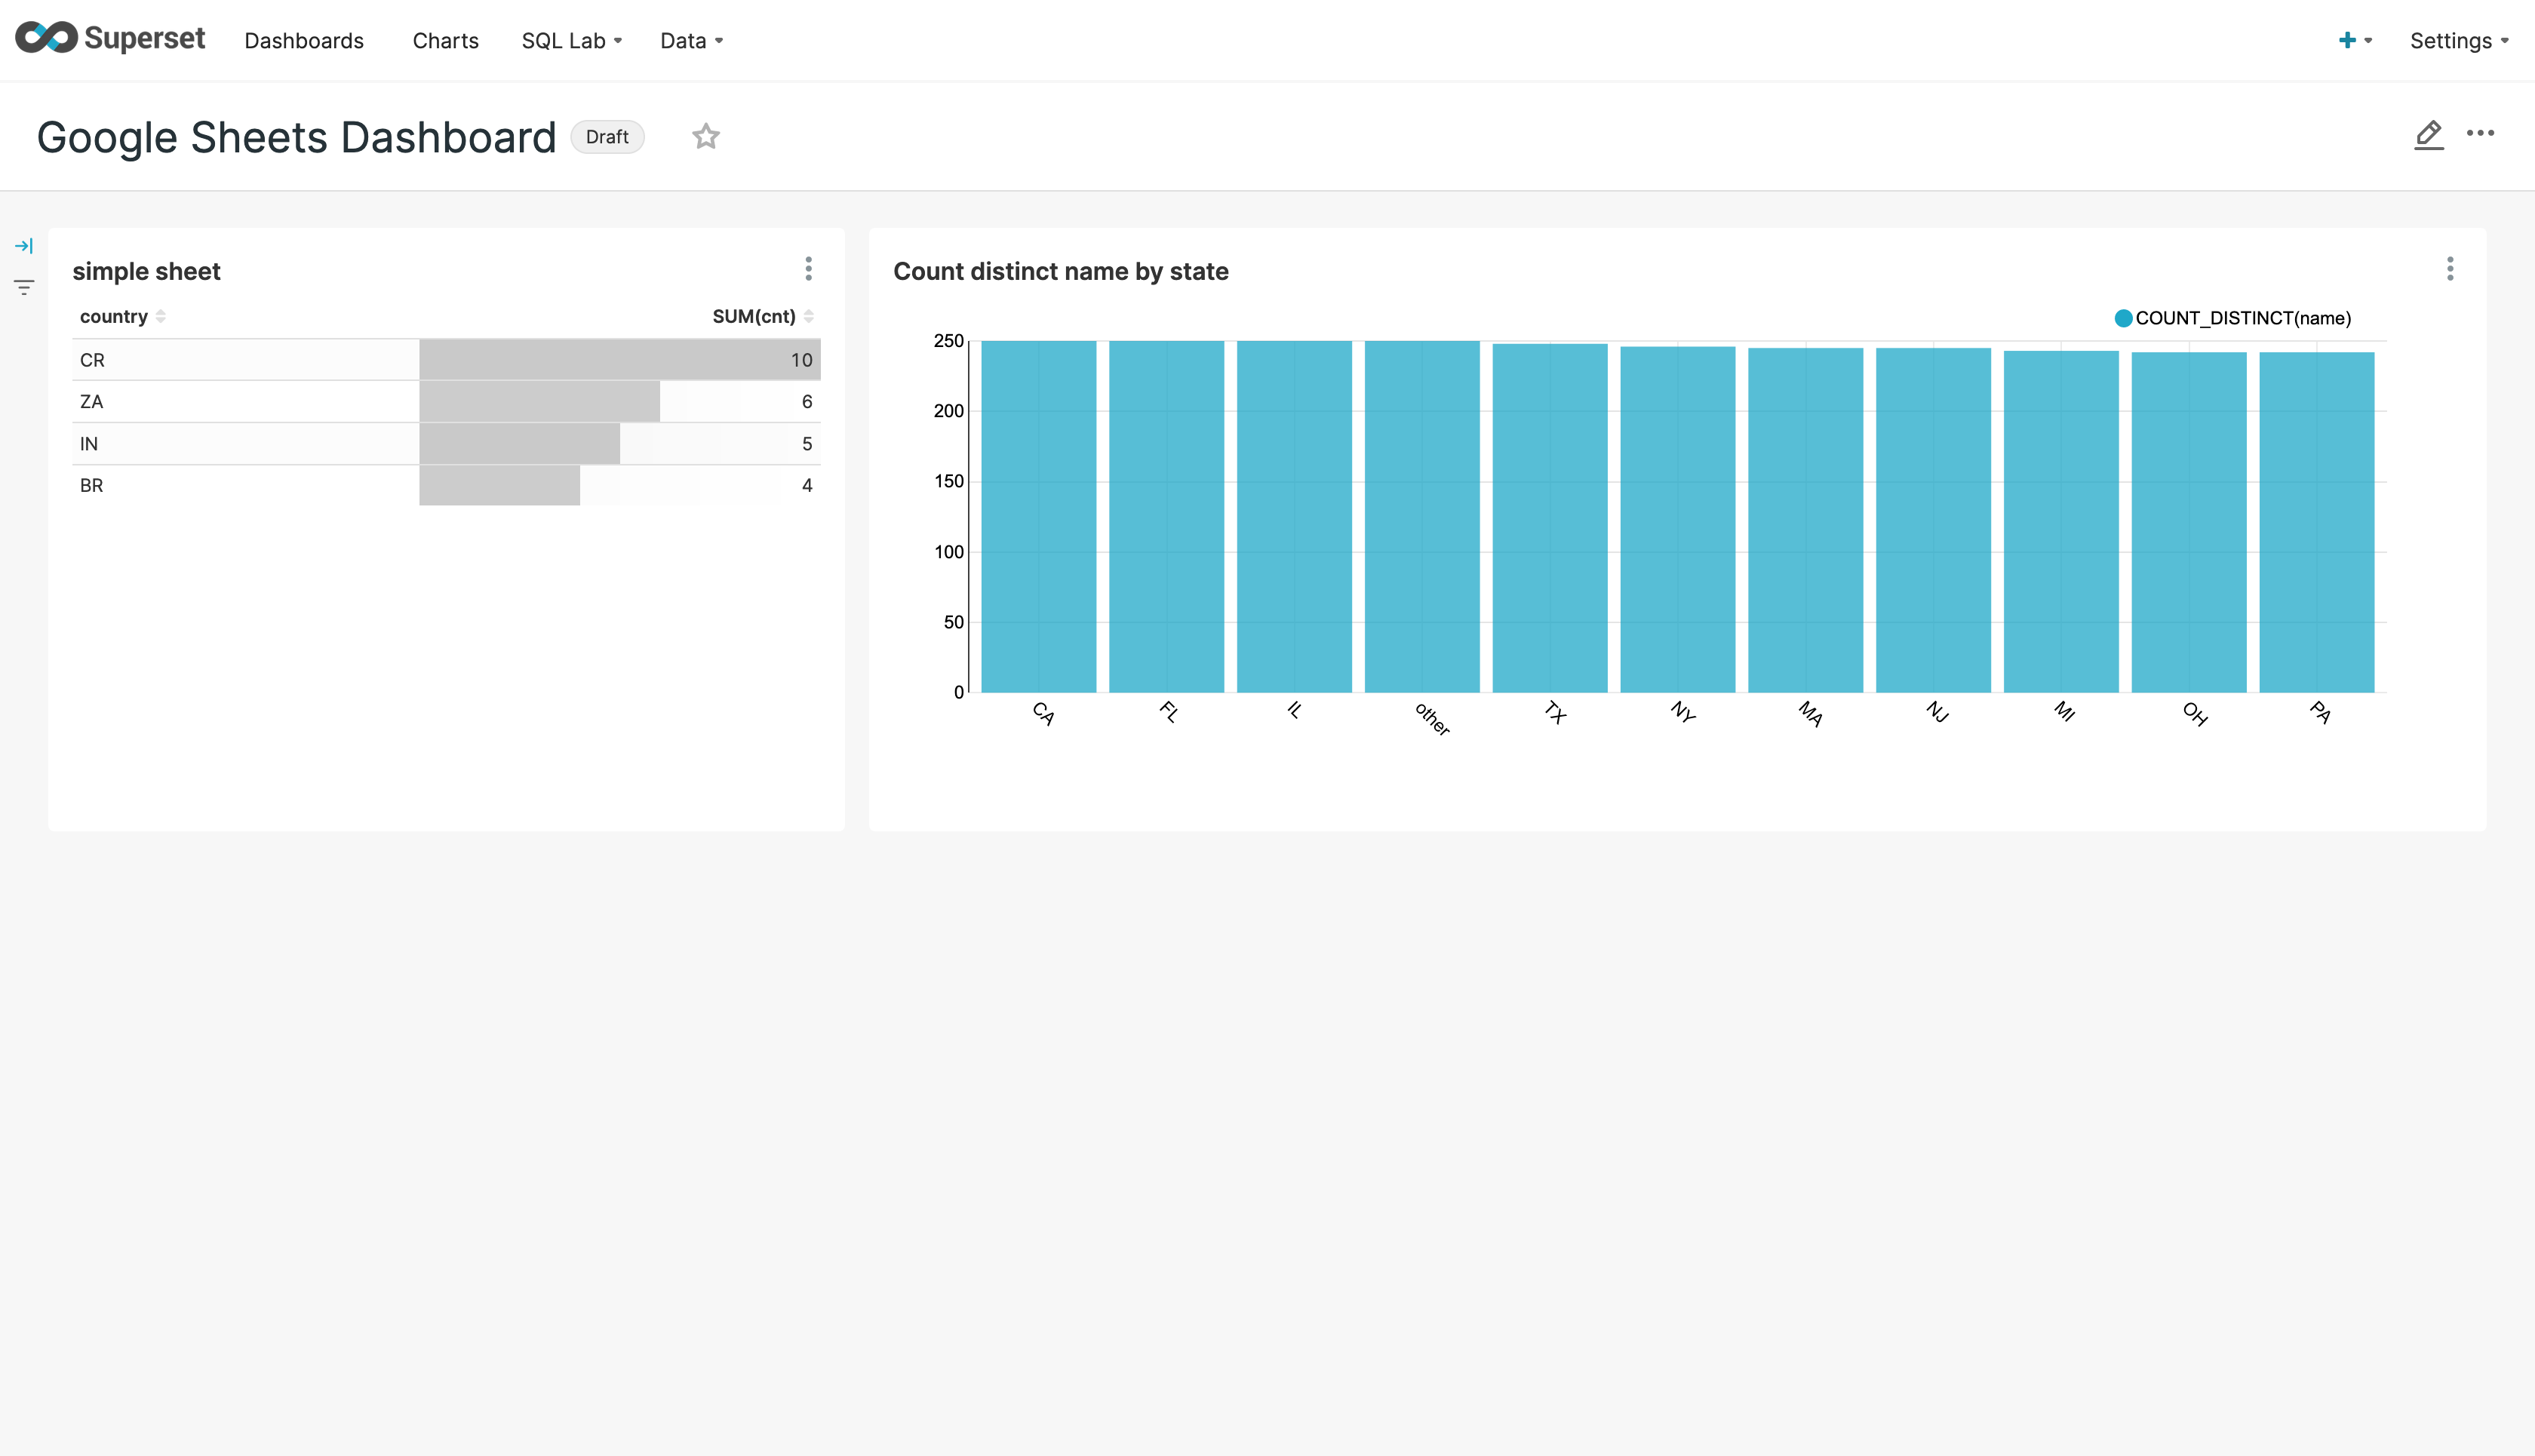 Superset Dashboards Charts SQL Lab Data Settings
Google Sheets Dashboard Draft
simple sheet
country SUM(cnt)
CR 10
ZA 6
IN 5
BR 4
Count distinct name by state
COUNT_DISTINCT(name)
250
200
150
100
50
0
CA FL IL other TX NY MA NJ MI OH PA